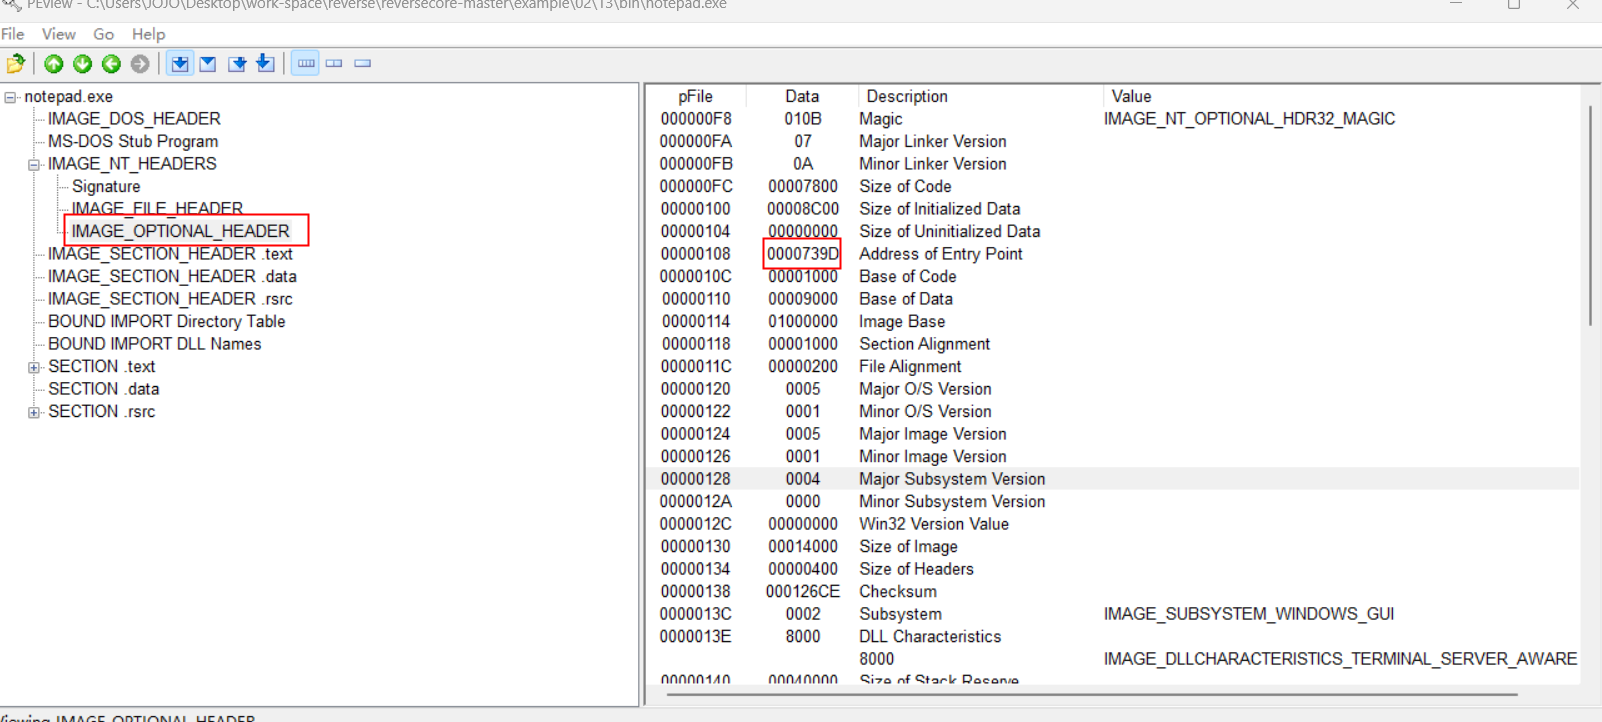 PEView - C:\Users\JOJO\Desktop\work-space\reverse\reversecore-master\example\02\13\bin\notepad.exe
File View Go Help
notepad.exe
IMAGE_DOS_HEADER
MS-DOS Stub Program
IMAGE_NT_HEADERS
Signature
IMAGE_FILE_HEADER
IMAGE_OPTIONAL_HEADER
IMAGE_SECTION_HEADER .text
IMAGE_SECTION_HEADER .data
IMAGE_SECTION_HEADER .rsrc
BOUND IMPORT Directory Table
BOUND IMPORT DLL Names
SECTION .text
SECTION .data
SECTION .rsrc
pFile Data Description Value
000000F8 010B Magic IMAGE_NT_OPTIONAL_HDR32_MAGIC
000000FA 07 Major Linker Version
000000FB 0A Minor Linker Version
000000FC 00007800 Size of Code
00000100 00008C00 Size of Initialized Data
00000104 00000000 Size of Uninitialized Data
00000108 0000739D Address of Entry Point
0000010C 00001000 Base of Code
00000110 00009000 Base of Data
00000114 01000000 Image Base
00000118 00001000 Section Alignment
0000011C 00000200 File Alignment
00000120 0005 Major O/S Version
00000122 0001 Minor O/S Version
00000124 0005 Major Image Version
00000126 0001 Minor Image Version
00000128 0004 Major Subsystem Version
0000012A 0000 Minor Subsystem Version
0000012C 00000000 Win32 Version Value
00000130 00014000 Size of Image
00000134 00000400 Size of Headers
00000138 000126CE Checksum
0000013C 0002 Subsystem IMAGE_SUBSYSTEM_WINDOWS_GUI
0000013E 8000 DLL Characteristics
8000 IMAGE_DLLCHARACTERISTICS_TERMINAL_SERVER_AWARE
00000140 00040000 Size of Stack Reserve
Viewing IMAGE_OPTIONAL_HEADER